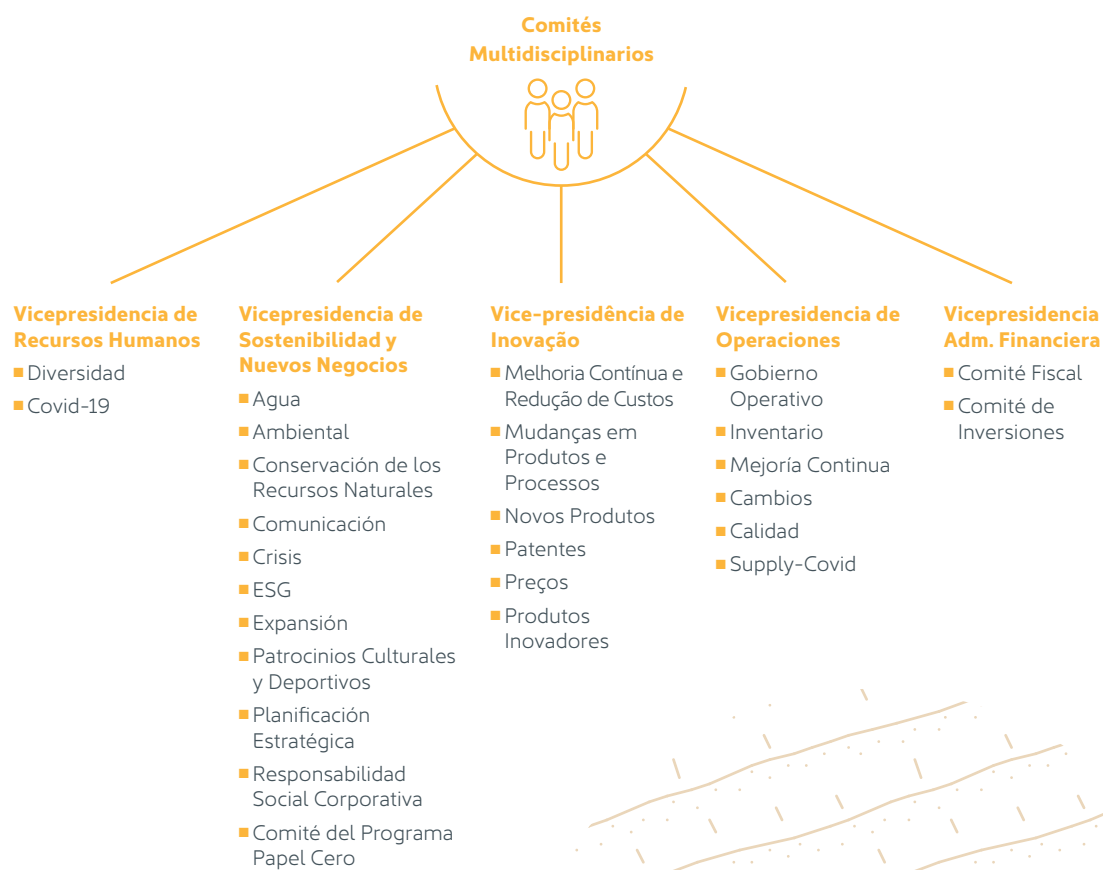 Comités
Multidisciplinarios
Vicepresidencia de
Recursos Humanos
Diversidad
Covid-19
Vicepresidencia de
Sostenibilidad y
Nuevos Negocios
Agua
Ambiental
Conservación de los
Recursos Naturales
Comunicación
Crisis
ESG
Expansión
Patrocinios Culturales
y Deportivos
Planificación
Estratégica
Responsabilidad
Social Corporativa
Comité del Programa
Papel Cero
Vice-presidência de
Inovação
Melhoria Contínua e
Redução de Custos
Mudanças em
Produtos e
Processos
Novos Produtos
Patentes
Preços
Produtos
Inovadores
Vicepresidencia de
Operaciones
Gobierno
Operativo
Inventario
Mejoría Continua
Cambios
Calidad
Supply-Covid
Vicepresidencia
Adm. Financiera
Comité Fiscal
Comité de
Inversiones